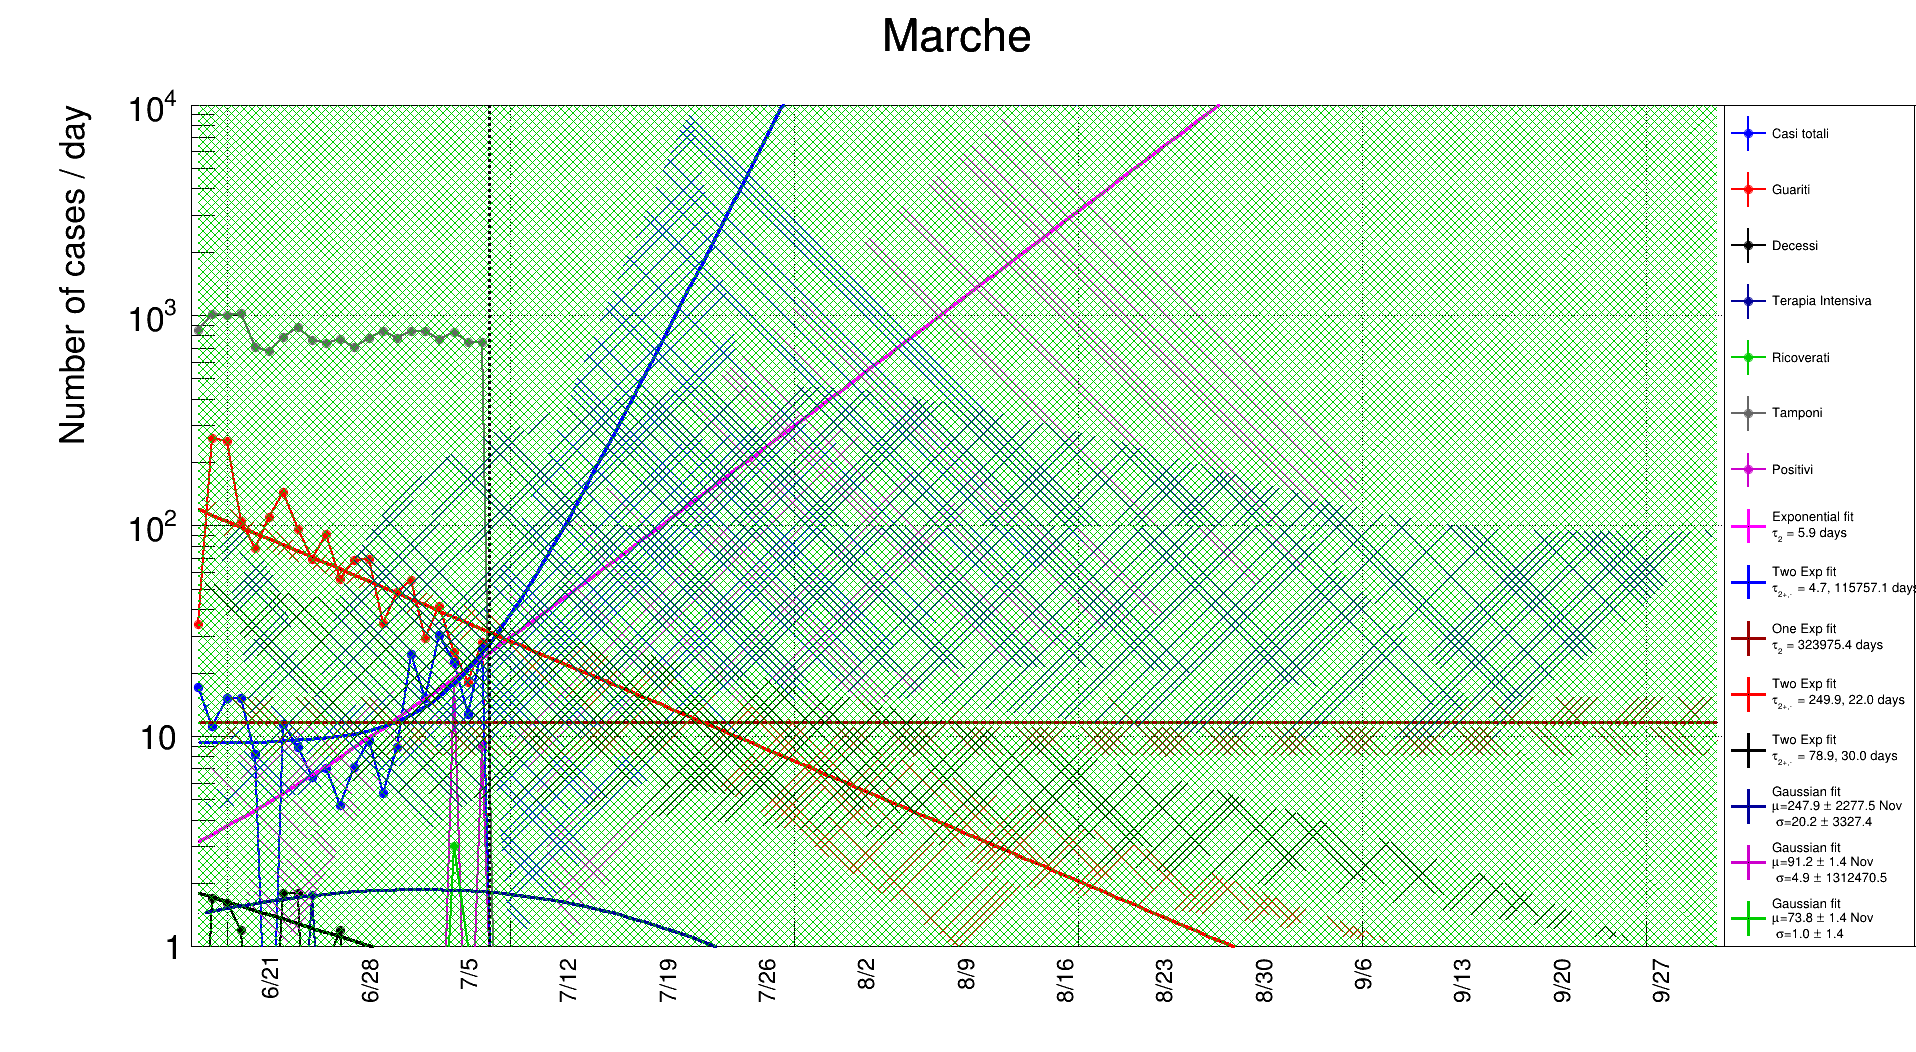 Marche
Number of cases / day
10^4
10^3
10^2
10
1
6/21
6/28
7/5
7/12
7/19
7/26
8/2
8/9
8/16
8/23
8/30
9/6
9/13
9/20
9/27
Casi totali
Guariti
Decessi
Terapia Intensiva
Ricoverati
Tamponi
Positivi
Exponential fit
τ_2 = 5.9 days
Two Exp fit
τ_2+,- = 4.7, 115757.1 days
One Exp fit
τ_2 = 323975.4 days
Two Exp fit
τ_2+,- = 249.9, 22.0 days
Two Exp fit
τ_2+,- = 78.9, 30.0 days
Gaussian fit
μ=247.9 ± 2277.5 Nov
σ=20.2 ± 3327.4
Gaussian fit
μ=91.2 ± 1.4 Nov
σ=4.9 ± 1312470.5
Gaussian fit
μ=73.8 ± 1.4 Nov
σ=1.0 ± 1.4